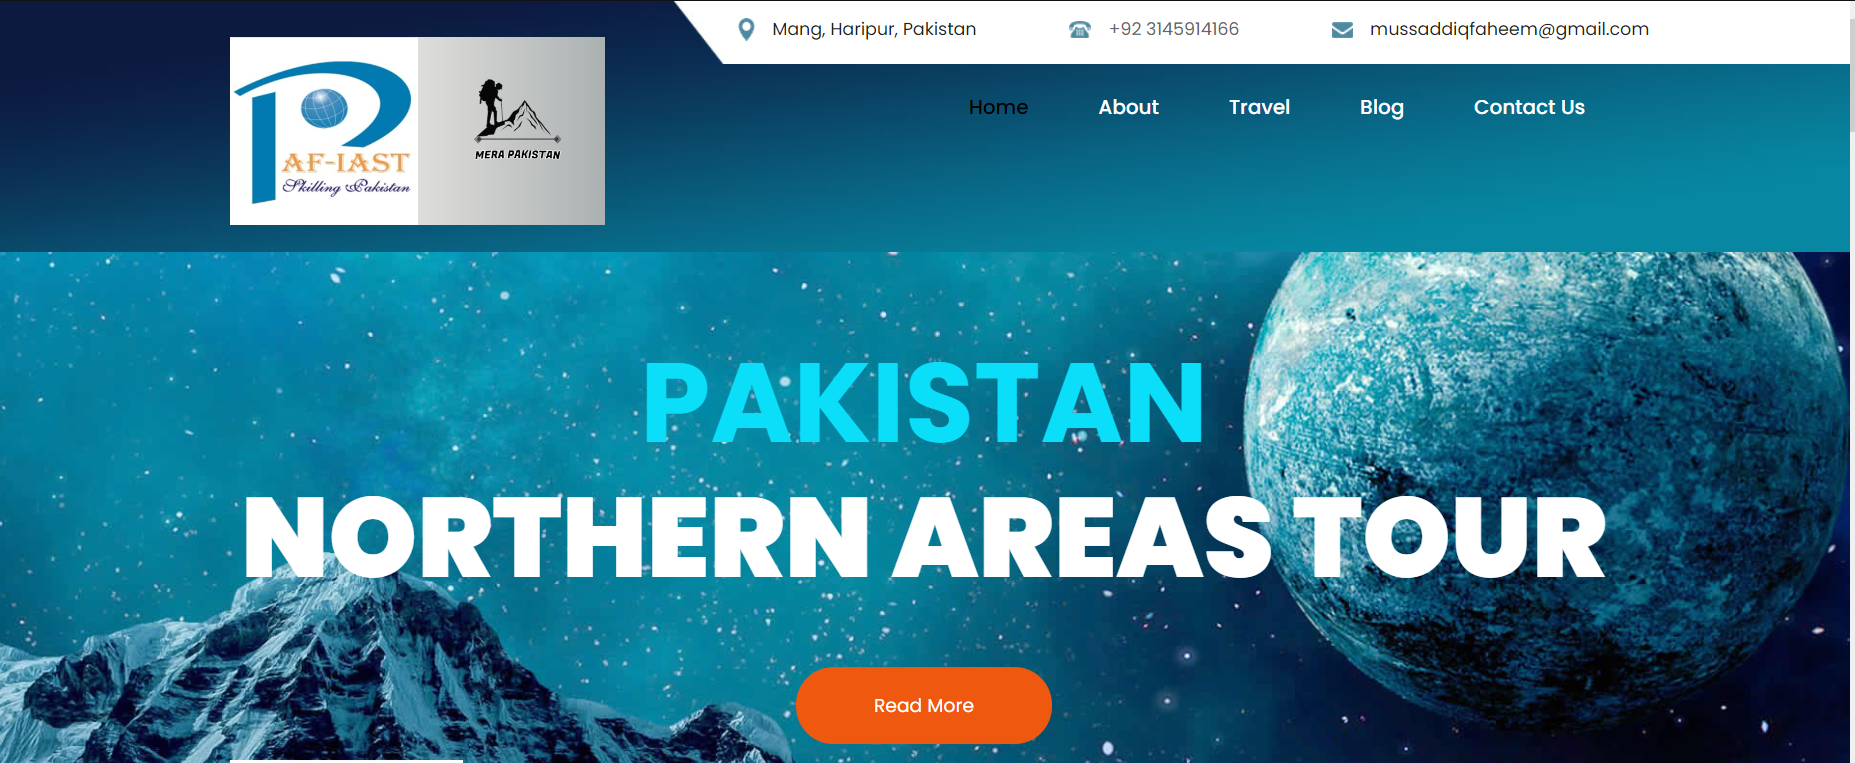 Mang, Haripur, Pakistan
+92 3145914166
mussaddiqfaheem@gmail.com
AF-IAST
Skilling Pakistan
MERA PAKISTAN
Home
About
Travel
Blog
Contact Us
PAKISTAN
NORTHERN AREAS TOUR
Read More